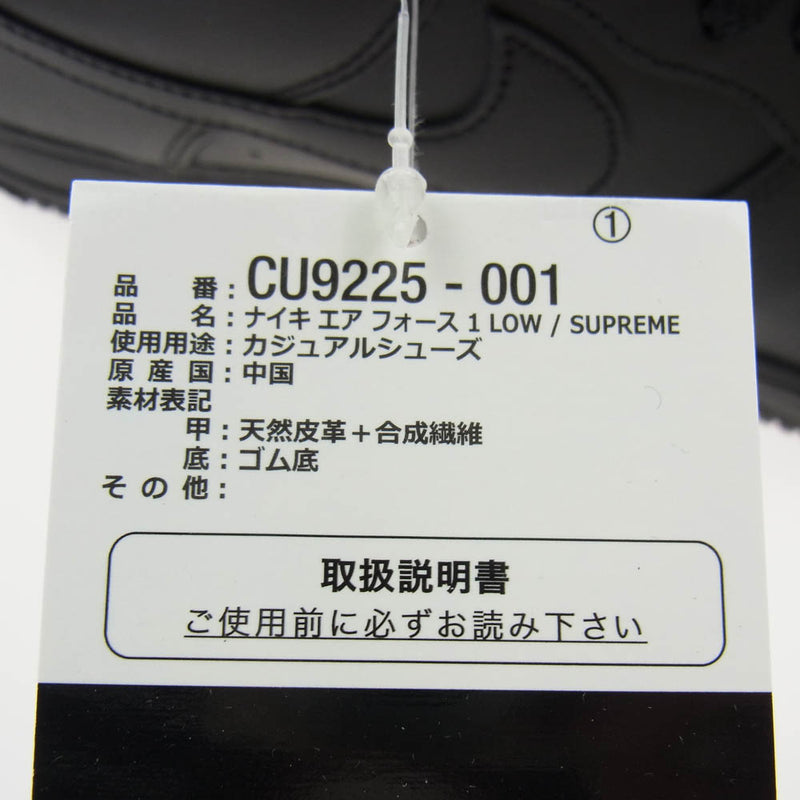 ①
品番:CU9225 - 001
品名:ナイキ エア フォース 1 LOW / SUPREME
使用用途:カジュアルシューズ
原産国:中国
素材表記
甲:天然皮革+合成繊維
底:ゴム底
その他:
取扱説明書
ご使用前に必ずお読み下さい